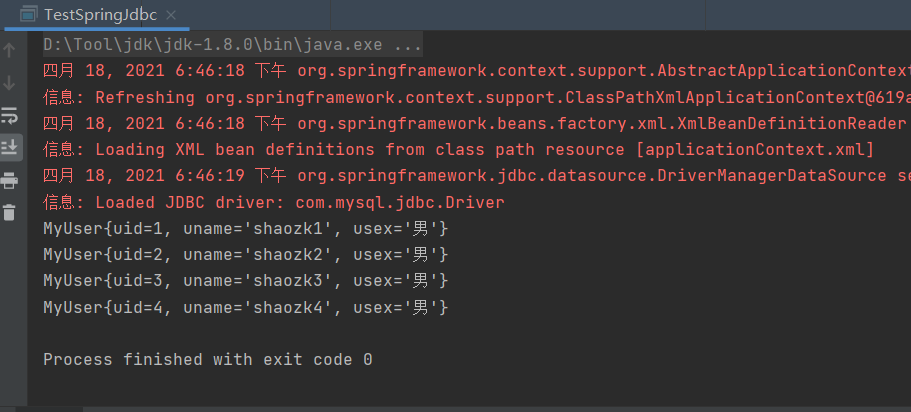 TestSpringJdbc
D:\Tool\jdk\jdk-1.8.0\bin\java.exe ...
四月 18, 2021 6:46:18 下午 org.springframework.context.support.AbstractApplicationContext
信息: Refreshing org.springframework.context.support.ClassPathXmlApplicationContext@619a
四月 18, 2021 6:46:18 下午 org.springframework.beans.factory.xml.XmlBeanDefinitionReader
信息: Loading XML bean definitions from class path resource [applicationContext.xml]
四月 18, 2021 6:46:19 下午 org.springframework.jdbc.datasource.DriverManagerDataSource se
信息: Loaded JDBC driver: com.mysql.jdbc.Driver
MyUser{uid=1, uname='shaozk1', usex='男'}
MyUser{uid=2, uname='shaozk2', usex='男'}
MyUser{uid=3, uname='shaozk3', usex='男'}
MyUser{uid=4, uname='shaozk4', usex='男'}
Process finished with exit code 0